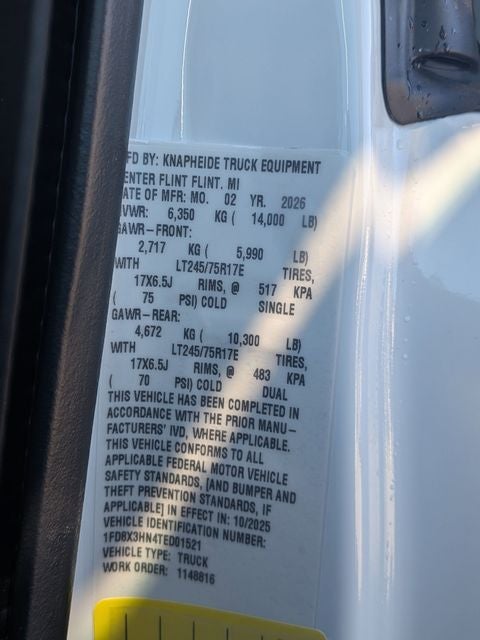 FD BY: KNAPHEIDE TRUCK EQUIPMENT
ENTER FLINT FLINT, MI
ATE OF MFR: MO. 02 YR. 2026
VWR: 6,350 KG ( 14,000 LB)
GAWR-FRONT:
2,717 KG ( 5,990 LB)
WITH LT245/75R17E TIRES,
17X6.5J RIMS, @ 517 KPA
( 75 PSI) COLD SINGLE
GAWR-REAR:
4,672 KG ( 10,300 LB)
WITH LT245/75R17E TIRES,
17X6.5J RIMS, @ 483 KPA
( 70 PSI) COLD DUAL
THIS VEHICLE HAS BEEN COMPLETED IN
ACCORDANCE WITH THE PRIOR MANU-
FACTURERS' IVD, WHERE APPLICABLE.
THIS VEHICLE CONFORMS TO ALL
APPLICABLE FEDERAL MOTOR VEHICLE
SAFETY STANDARDS, [AND BUMPER AND
THEFT PREVENTION STANDARDS, IF
APPLICABLE] IN EFFECT IN: 10/2025
VEHICLE IDENTIFICATION NUMBER:
1FD8X3HN4TED01521
VEHICLE TYPE: TRUCK
WORK ORDER: 1148816